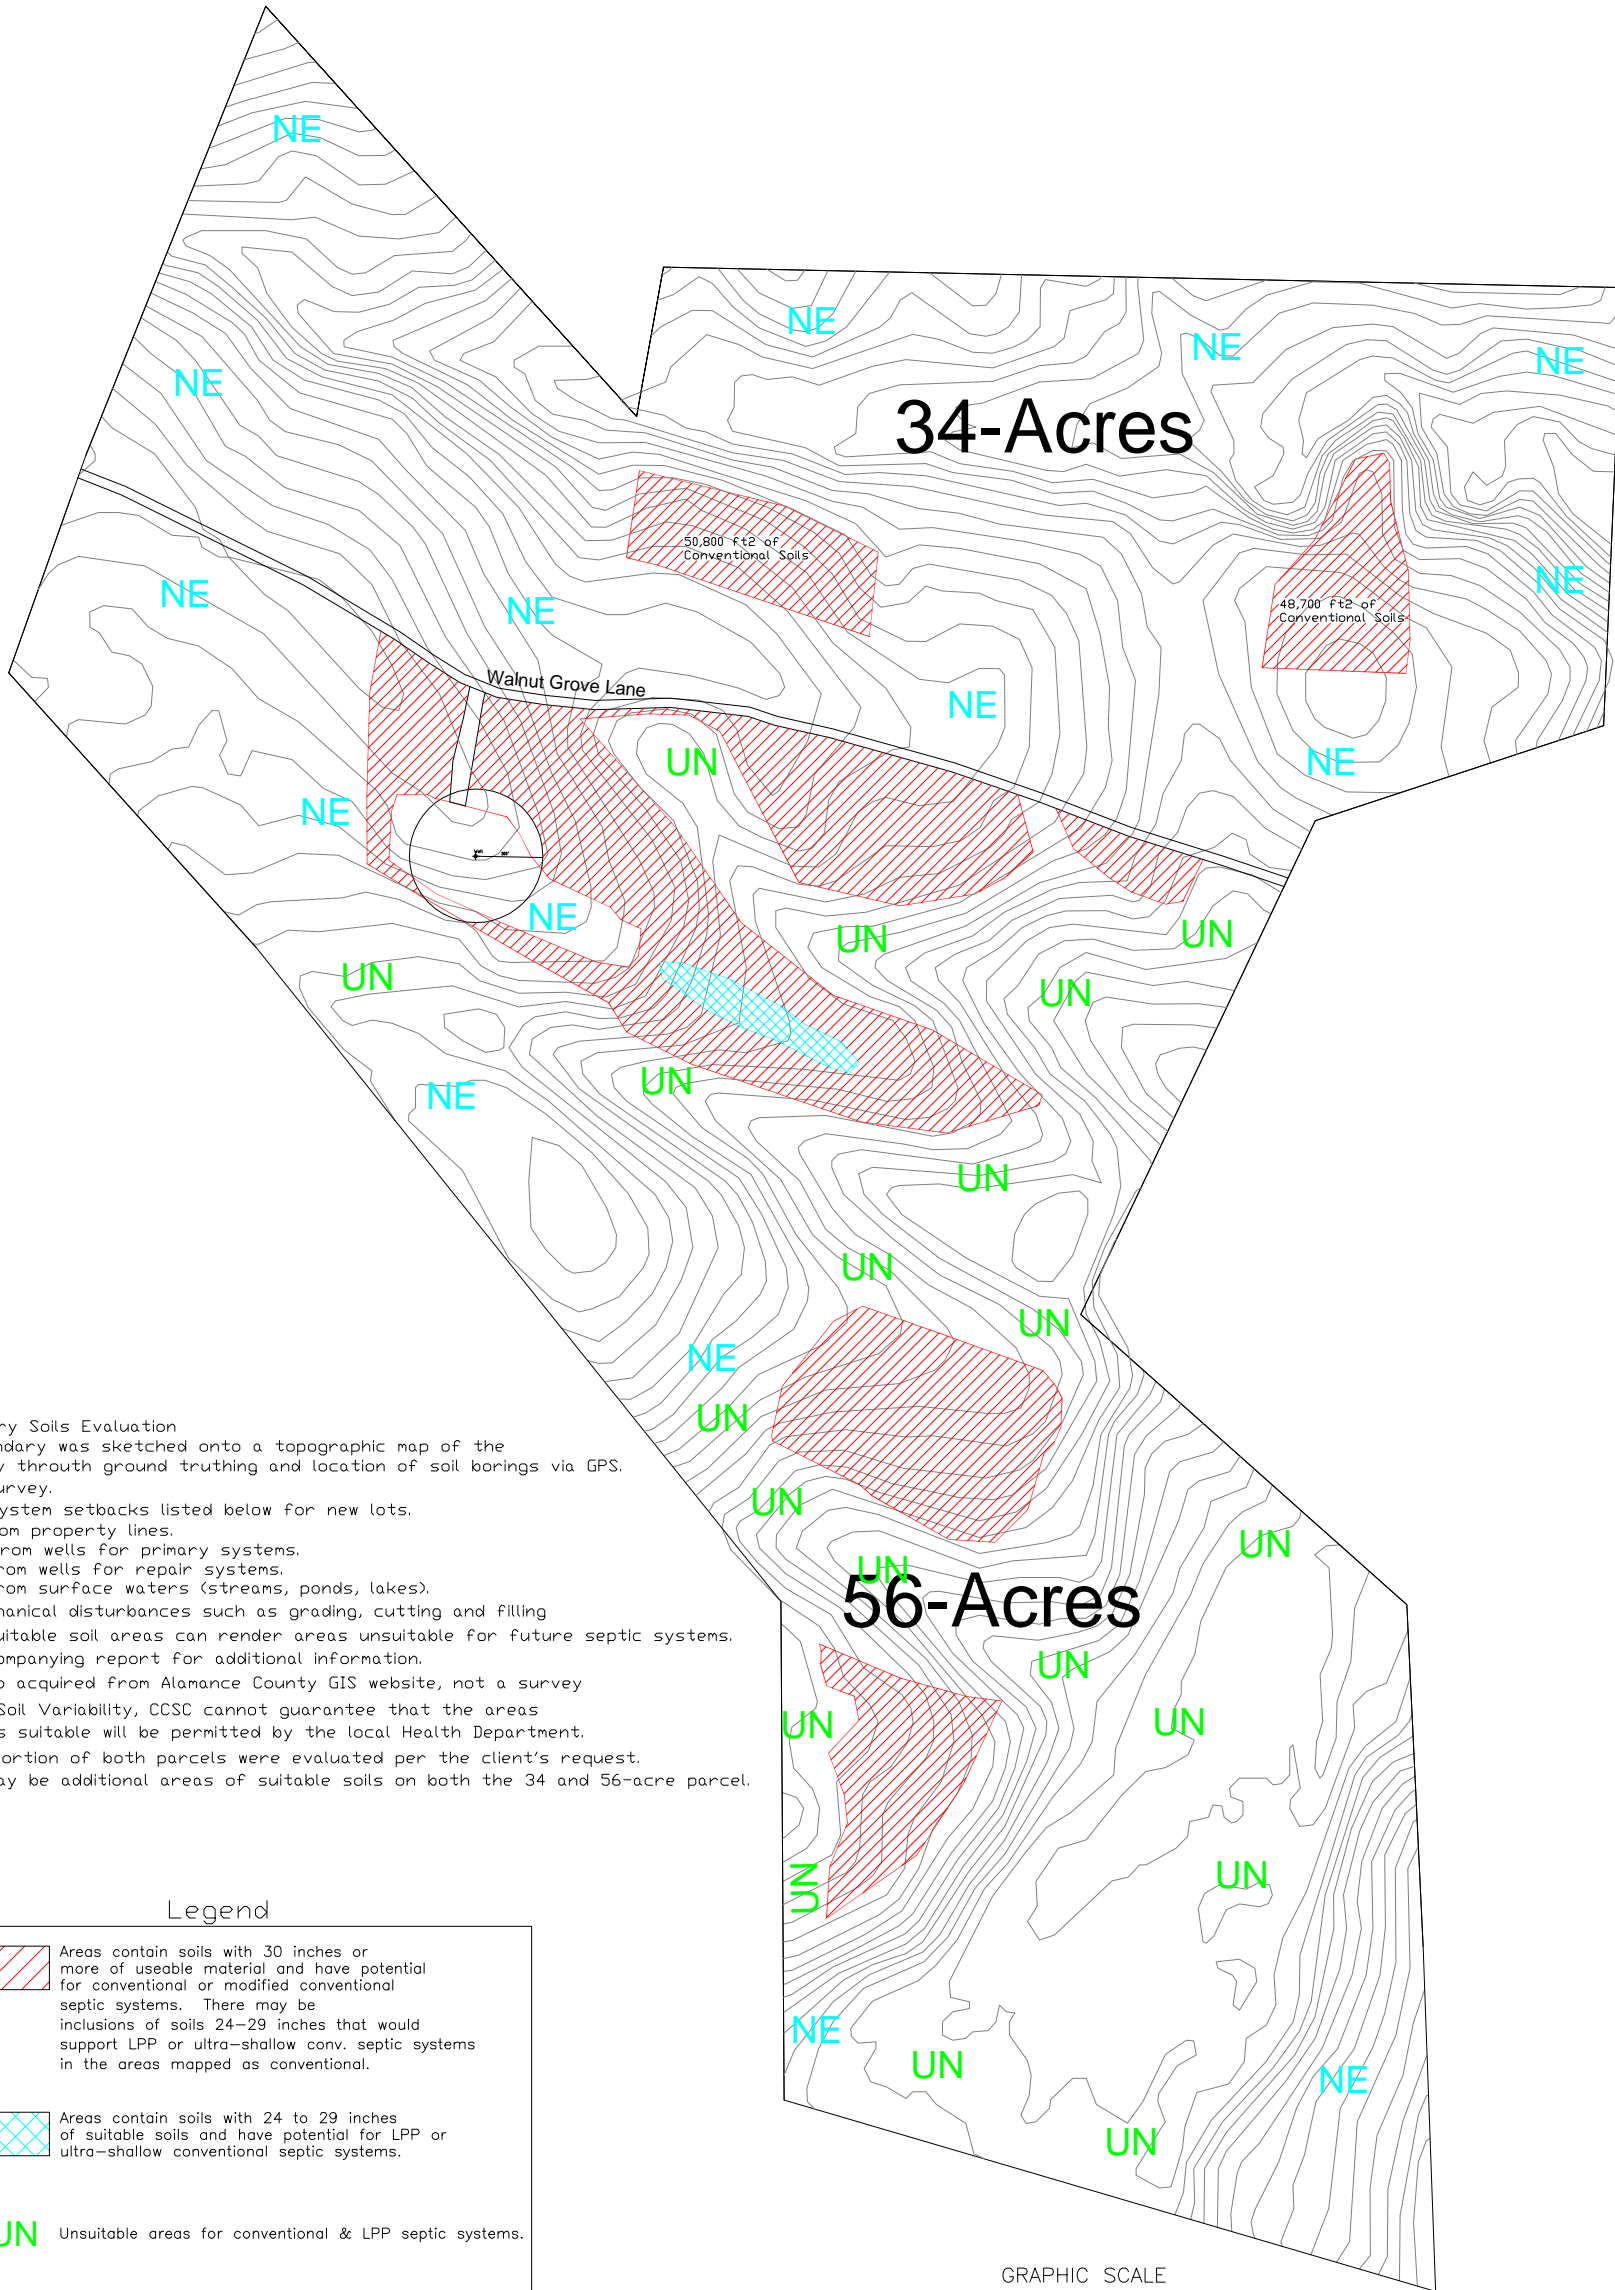 NE
NE
NE
NE
NE
34-Acres
50,800 ft2 of
Conventional Soils
NE
NE
NE
48,700 ft2 of
Conventional Soils
Walnut Grove Lane
NE
UN
NE
NE
Well
NE
UN
UN
UN
UN
NE
UN
UN
UN
UN
NE
UN
UN
UN
UN
56-Acres
UN
UN
UN
UN
UN
NE
UN
NE
UN
ry Soils Evaluation
ndary was sketched onto a topographic map of the
y throuth ground truthing and location of soil borings via GPS.
urvey.
ystem setbacks listed below for new lots.
om property lines.
rom wells for primary systems.
rom wells for repair systems.
rom surface waters (streams, ponds, lakes).
hanical disturbances such as grading, cutting and filling
uitable soil areas can render areas unsuitable for future septic systems.
ompanying report for additional information.
p acquired from Alamance County GIS website, not a survey
Soil Variability, CCSC cannot guarantee that the areas
s suitable will be permitted by the local Health Department.
ortion of both parcels were evaluated per the client's request.
ay be additional areas of suitable soils on both the 34 and 56-acre parcel.
Legend
Areas contain soils with 30 inches or
more of useable material and have potential
for conventional or modified conventional
septic systems. There may be
inclusions of soils 24-29 inches that would
support LPP or ultra-shallow conv. septic systems
in the areas mapped as conventional.
Areas contain soils with 24 to 29 inches
of suitable soils and have potential for LPP or
ultra-shallow conventional septic systems.
UN Unsuitable areas for conventional & LPP septic systems.
GRAPHIC SCALE